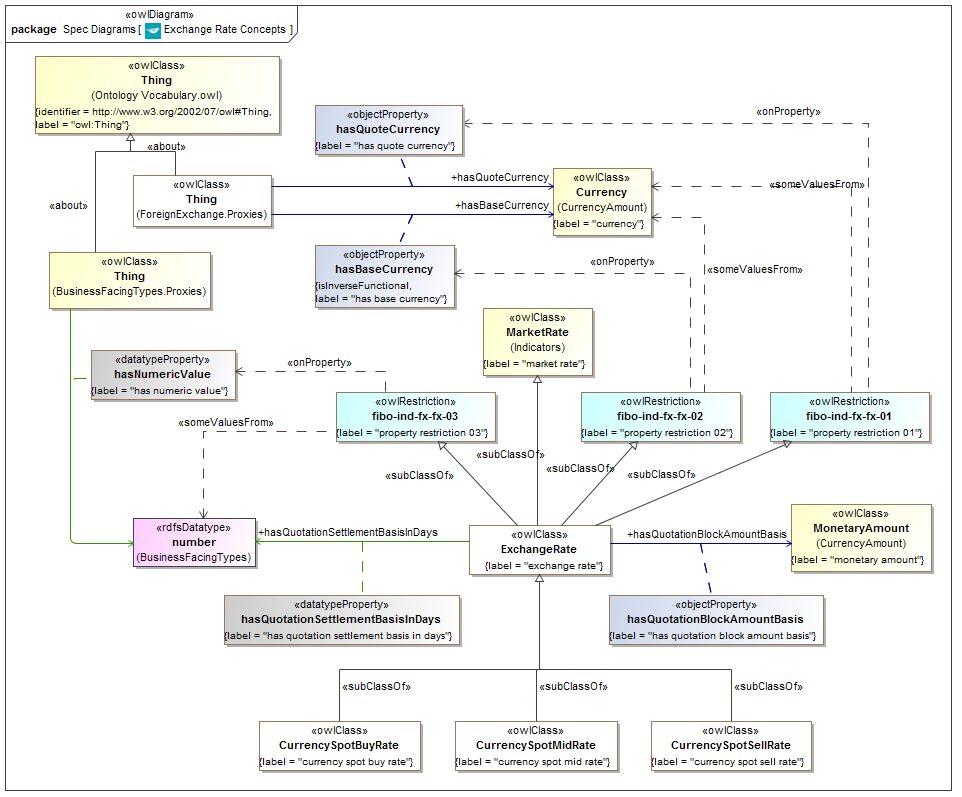 «owlDiagram»
package Spec Diagrams [ Exchange Rate Concepts ]
«owlClass»
Thing
(Ontology Vocabulary.owl)
{identifier = http://www.w3.org/2002/07/owl#Thing,
label = "owl:Thing"}
«about»
«about»
«owlClass»
Thing
(ForeignExchange.Proxies)
«owlClass»
Thing
(BusinessFacingTypes.Proxies)
«objectProperty»
hasQuoteCurrency
{label = "has quote currency"}
«onProperty»
+hasQuoteCurrency
+hasBaseCurrency
«owlClass»
Currency
(CurrencyAmount)
{label = "currency"}
«someValuesFrom»
«objectProperty»
hasBaseCurrency
{isInverseFunctional,
label = "has base currency"}
«onProperty»
«someValuesFrom»
«owlClass»
MarketRate
(Indicators)
{label = "market rate"}
«datatypeProperty»
hasNumericValue
{label = "has numeric value"}
«onProperty»
«someValuesFrom»
«owlRestriction»
fibo-ind-fx-fx-03
{label = "property restriction 03"}
«owlRestriction»
fibo-ind-fx-fx-02
{label = "property restriction 02"}
«owlRestriction»
fibo-ind-fx-fx-01
{label = "property restriction 01"}
«subClassOf»
«subClassOf»
«subClassOf»
«subClassOf»
«rdfsDatatype»
number
(BusinessFacingTypes)
+hasQuotationSettlementBasisInDays
«owlClass»
ExchangeRate
{label = "exchange rate"}
+hasQuotationBlockAmountBasis
«owlClass»
MonetaryAmount
(CurrencyAmount)
{label = "monetary amount"}
«datatypeProperty»
hasQuotationSettlementBasisInDays
{label = "has quotation settlement basis in days"}
«objectProperty»
hasQuotationBlockAmountBasis
{label = "has quotation block amount basis"}
«subClassOf»
«subClassOf»
«subClassOf»
«owlClass»
CurrencySpotBuyRate
{label = "currency spot buy rate"}
«owlClass»
CurrencySpotMidRate
{label = "currency spot mid rate"}
«owlClass»
CurrencySpotSellRate
{label = "currency spot sell rate"}